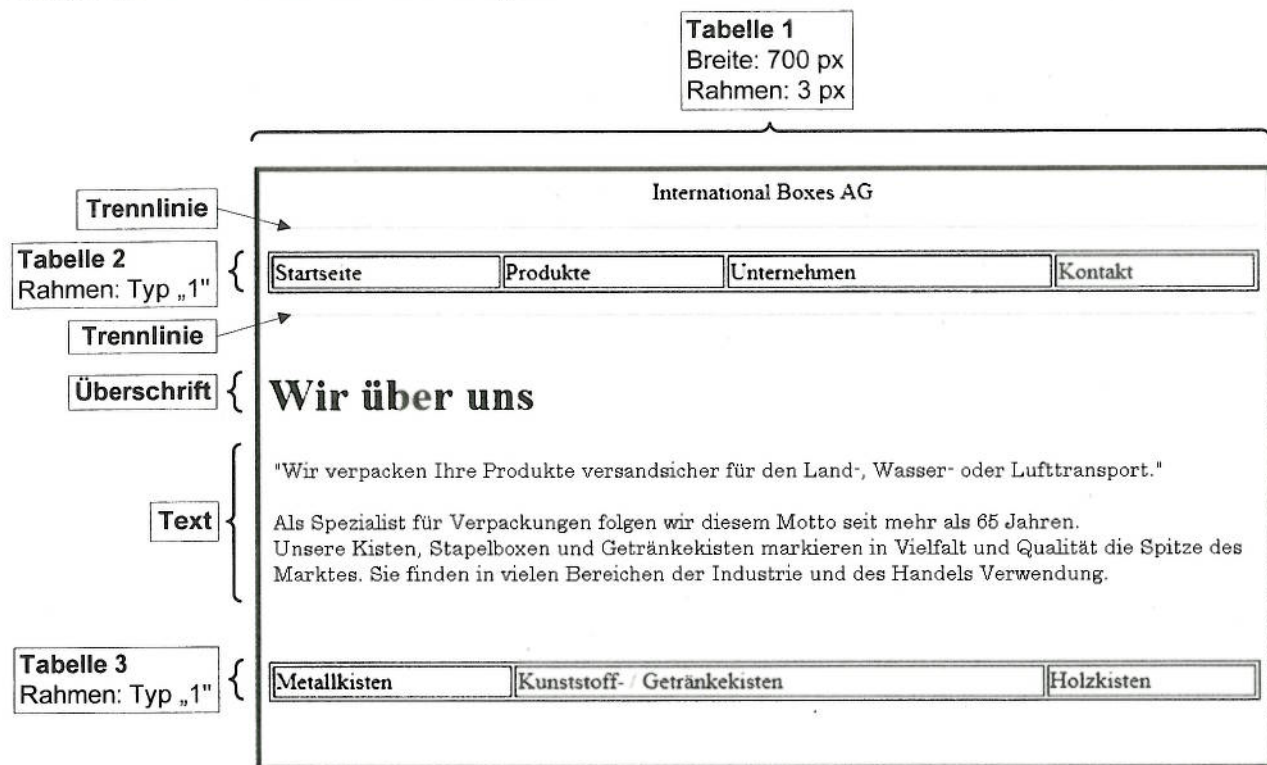 Tabelle 1
Breite: 700 px
Rahmen: 3 px
International Boxes AG
Trennlinie
Tabelle 2
Rahmen: Typ „1"
Startseite
Produkte
Unternehmen
Kontakt
Trennlinie
Überschrift
Wir über uns
Text
"Wir verpacken Ihre Produkte versandsicher für den Land-, Wasser- oder Lufttransport."
Als Spezialist für Verpackungen folgen wir diesem Motto seit mehr als 65 Jahren.
Unsere Kisten, Stapelboxen und Getränkekisten markieren in Vielfalt und Qualität die Spitze des
Marktes. Sie finden in vielen Bereichen der Industrie und des Handels Verwendung.
Tabelle 3
Rahmen: Typ „1"
Metallkisten
Kunststoff- / Getränkekisten
Holzkisten